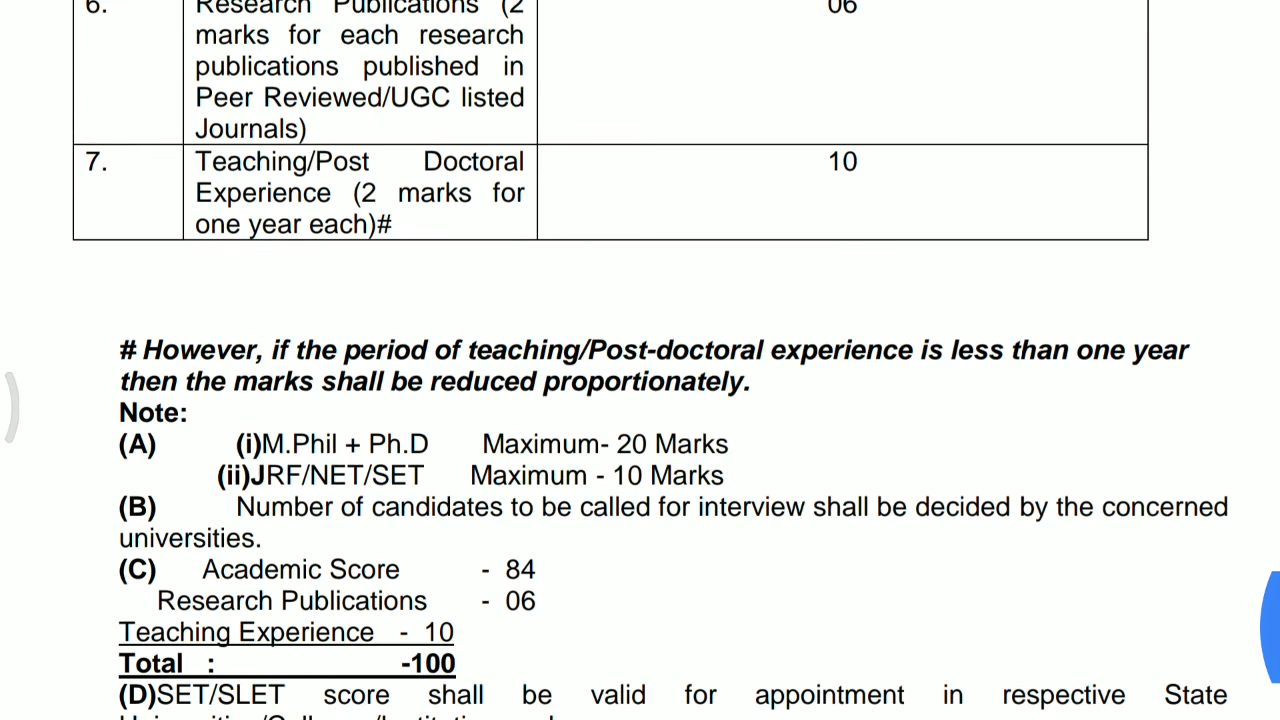 6. Research Publications (2 06
marks for each research
publications published in
Peer Reviewed/UGC listed
Journals)
7. Teaching/Post Doctoral 10
Experience (2 marks for
one year each)#
# However, if the period of teaching/Post-doctoral experience is less than one year
then the marks shall be reduced proportionately.
Note:
(A) (i)M.Phil + Ph.D Maximum- 20 Marks
(ii)JRF/NET/SET Maximum - 10 Marks
(B) Number of candidates to be called for interview shall be decided by the concerned
universities.
(C) Academic Score - 84
Research Publications - 06
Teaching Experience - 10
Total : -100
(D)SET/SLET score shall be valid for appointment in respective State